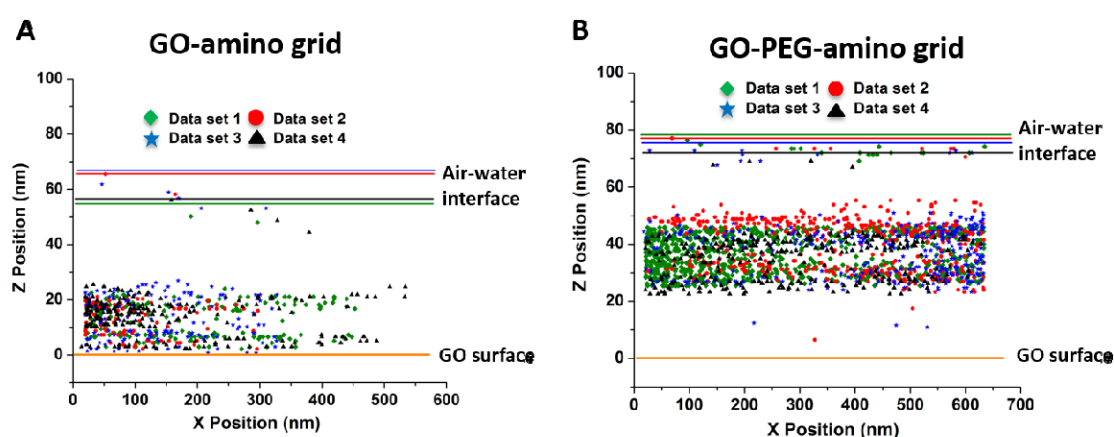 A
GO-amino grid
100
80
60
40
20
0
Z Position (nm)
Data set 1
Data set 2
Data set 3
Data set 4
Air-water
interface
GO surface
0
100
200
300
400
500
600
X Position (nm)
B
GO-PEG-amino grid
100
80
60
40
20
0
Z Position (nm)
Data set 1
Data set 2
Data set 3
Data set 4
Air-water
interface
GO surface
0
100
200
300
400
500
600
700
X Position (nm)